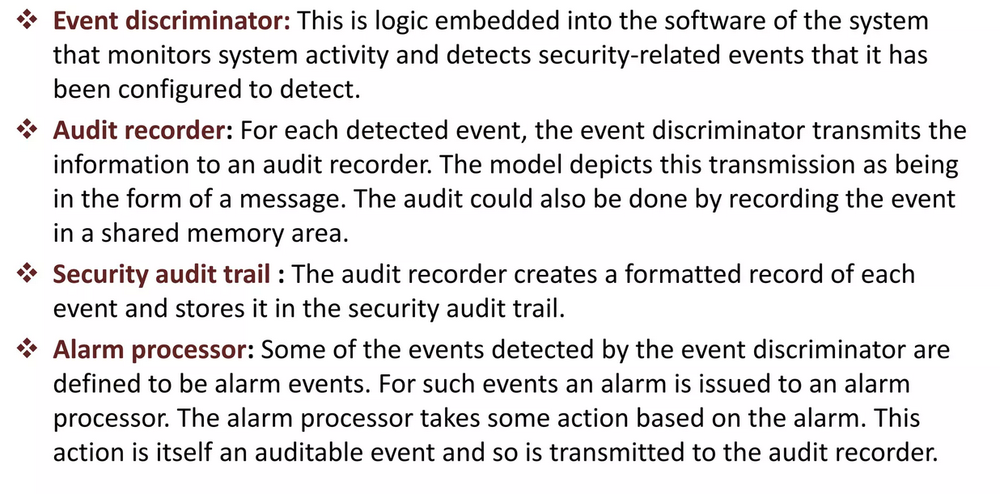 ❖ Event discriminator: This is logic embedded into the software of the system
that monitors system activity and detects security-related events that it has
been configured to detect.
❖ Audit recorder: For each detected event, the event discriminator transmits the
information to an audit recorder. The model depicts this transmission as being
in the form of a message. The audit could also be done by recording the event
in a shared memory area.
❖ Security audit trail : The audit recorder creates a formatted record of each
event and stores it in the security audit trail.
❖ Alarm processor: Some of the events detected by the event discriminator are
defined to be alarm events. For such events an alarm is issued to an alarm
processor. The alarm processor takes some action based on the alarm. This
action is itself an auditable event and so is transmitted to the audit recorder.